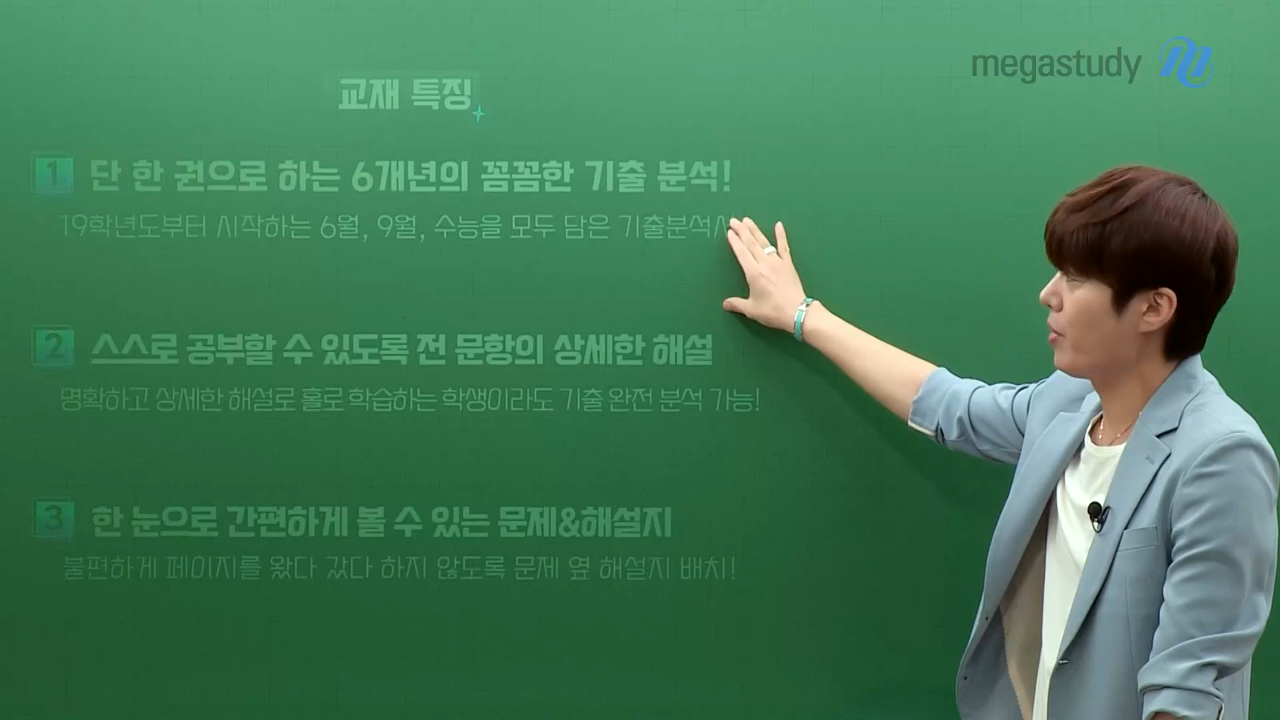 megastudy
교재 특징
1 단 한 권으로 하는 6개년의 꼼꼼한 기출 분석!
19학년도부터 시작하는 6월, 9월, 수능을 모두 담은
2 스스로 공부할 수 있도록 전 문항의 상세한 해설
명확하고 상세한 해설로 홀로 학습하는 학생이라도 기출 완전 분석 가능!
3 한 눈으로 간편하게 볼 수 있는 문제&해설지
불편하게 페이지를 왔다 갔다 하지 않도록 문제 옆 해설지 배치!